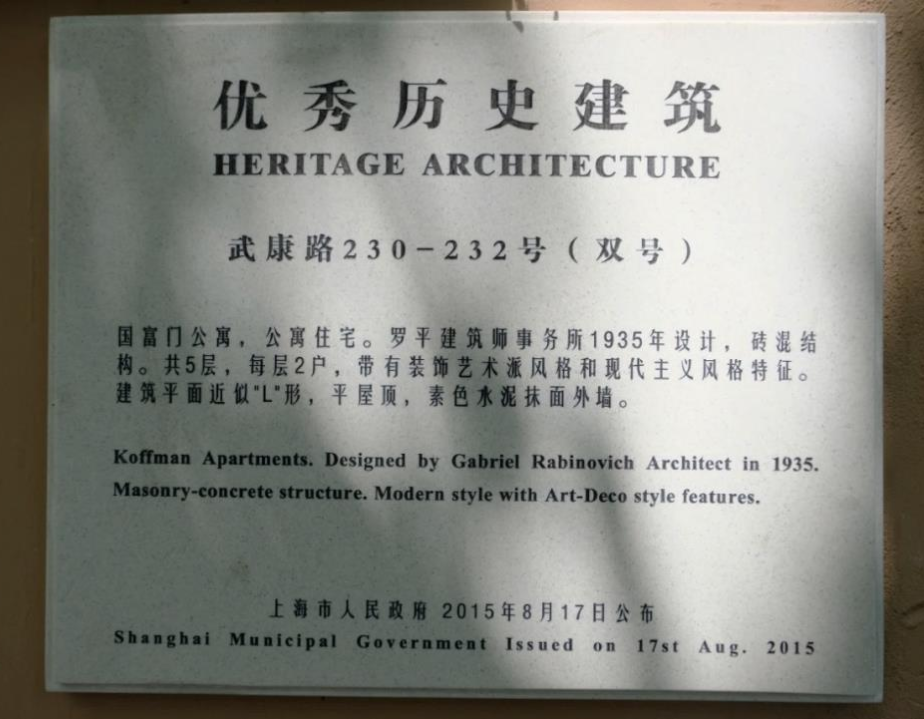 优秀历史建筑
HERITAGE ARCHITECTURE
武康路230-232号（双号）
国富门公寓，公寓住宅。罗平建筑师事务所1935年设计，砖混结
构。共5层，每层2户，带有装饰艺术派风格和现代主义风格特征。
建筑平面近似"L"形，平屋顶，素色水泥抹面外墙。
Koffman Apartments. Designed by Gabriel Rabinovich Architect in 1935.
Masonry-concrete structure. Modern style with Art-Deco style features.
上海市人民政府 2015年8月17日公布
Shanghai Municipal Government Issued on 17st Aug. 2015